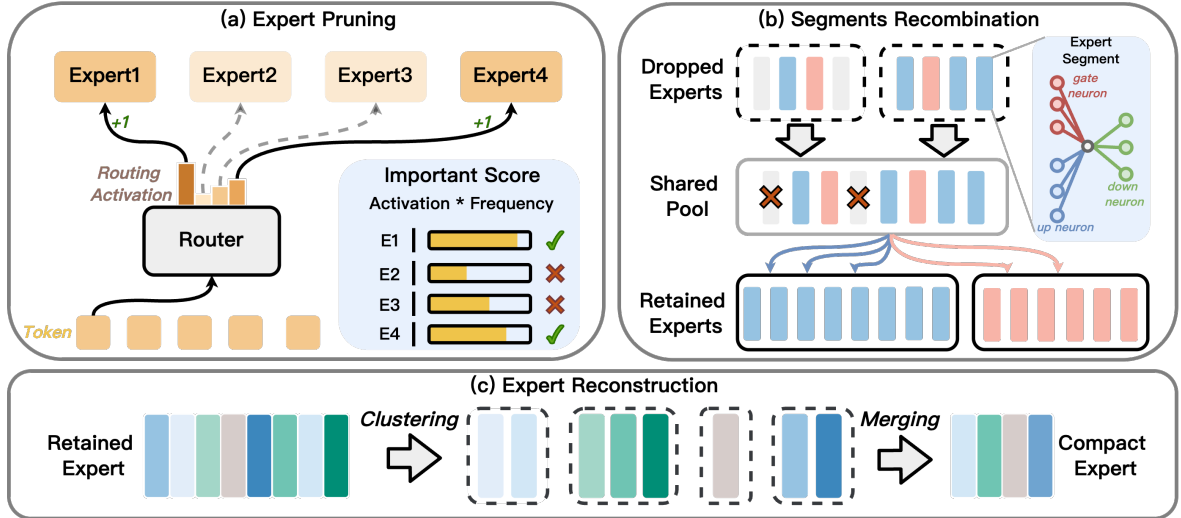 (a) Expert Pruning
Expert1
Expert2
Expert3
Expert4
+1
+1
Routing
Activation
Router
Token
Important Score
Activation * Frequency
E1
E2
E3
E4
(b) Segments Recombination
Dropped
Experts
Shared
Pool
Retained
Experts
Expert
Segment
gate
neuron
down
neuron
up neuron
(c) Expert Reconstruction
Retained
Expert
Clustering
Merging
Compact
Expert